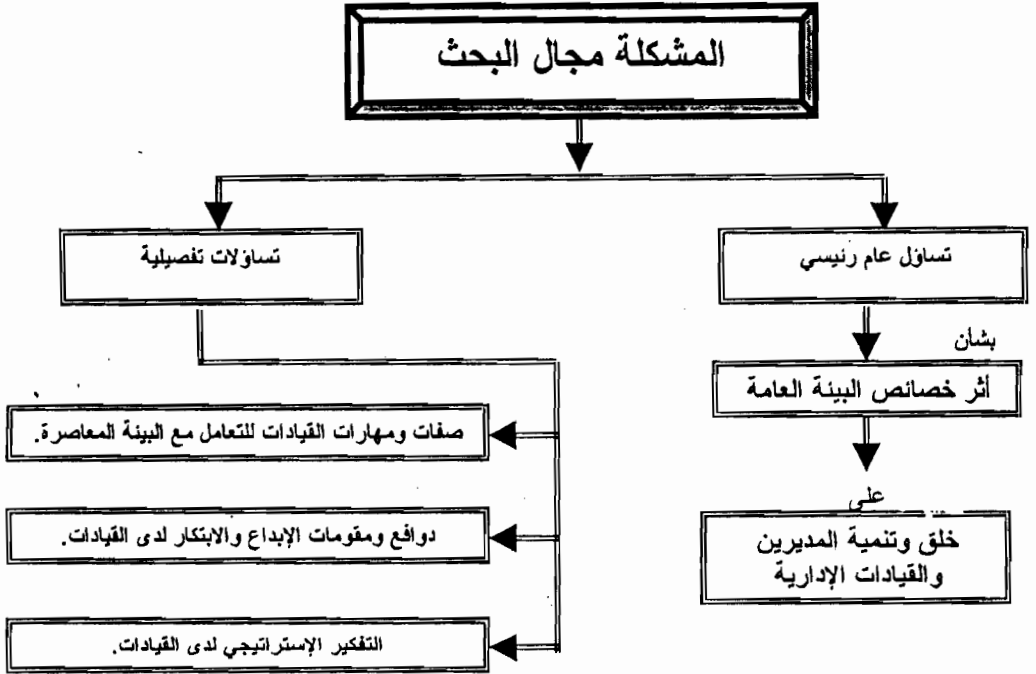 المشكلة مجال البحث
تساؤل عام رئيسي
بشأن
أثر خصائص البيئة العامة
على
خلق وتنمية المديرين
والقيادات الإدارية
تساؤلات تفصيلية
صفات ومهارات القيادات للتعامل مع البيئة المعاصرة.
دوافع ومقومات الإبداع والابتكار لدى القيادات.
التفكير الإستراتيجي لدى القيادات.